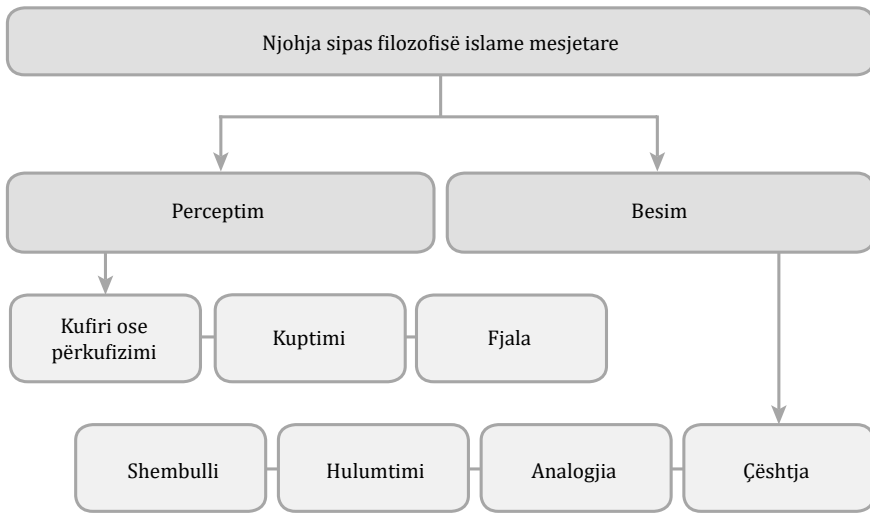 Njohja sipas filozofisë islame mesjetare
Perceptim
Besim
Kufiri ose
përkufizimi
Kuptimi
Fjala
Shembulli
Hulumtimi
Analogjia
Çështja